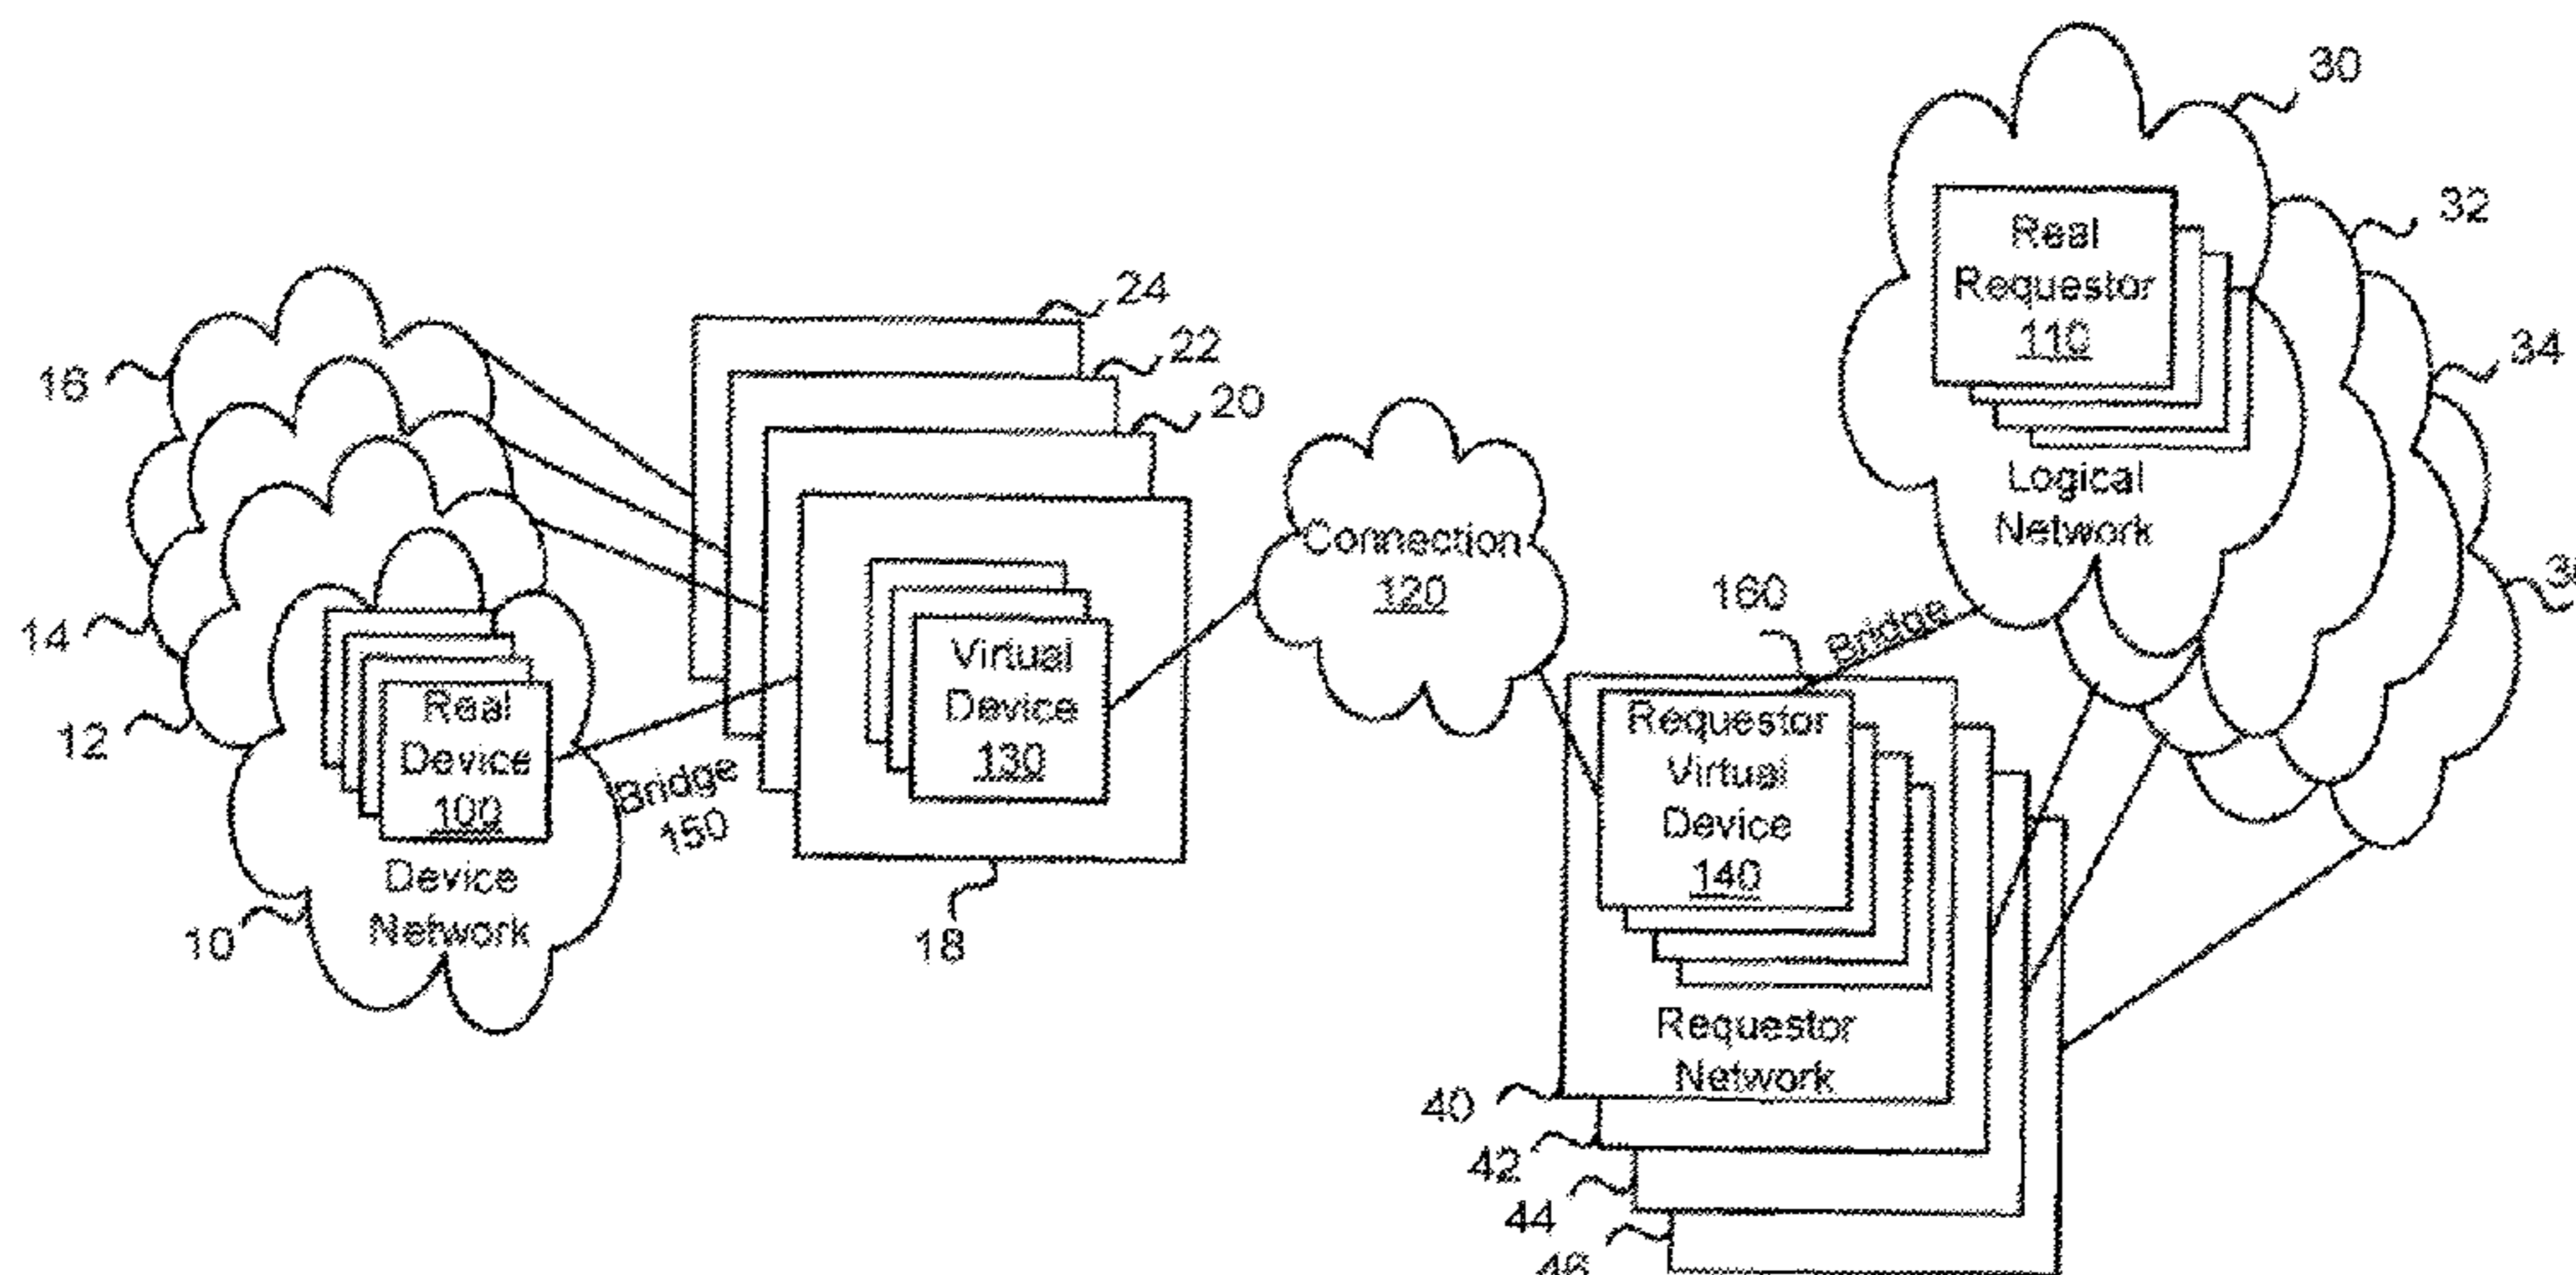 30
32
34
Real
Requestor
110
Logical
Network
24
22
20
16
14
12
10
Real
Device
100
Device
Network
Bridge
150
Virtual
Device
130
18
Connection
120
160
Bridge
Requestor
Virtual
Device
140
Requestor
Network
40
42
44
46